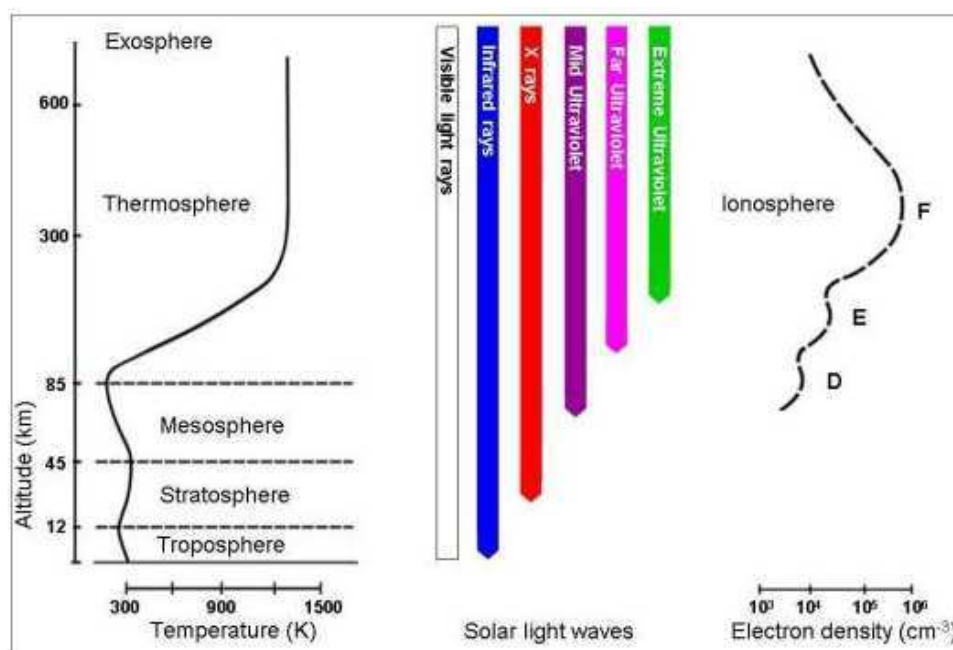 Exosphere
600
Thermosphere
300
85
Mesosphere
45
Stratosphere
12
Troposphere
Altitude (km)
300 900 1500
Temperature (K)
Visible light rays
Infrared rays
X rays
Mid Ultraviolet
Far Ultraviolet
Extreme Ultraviolet
Solar light waves
Ionosphere
F
E
D
10³ 10⁴ 10⁵ 10⁶
Electron density (cm⁻³)